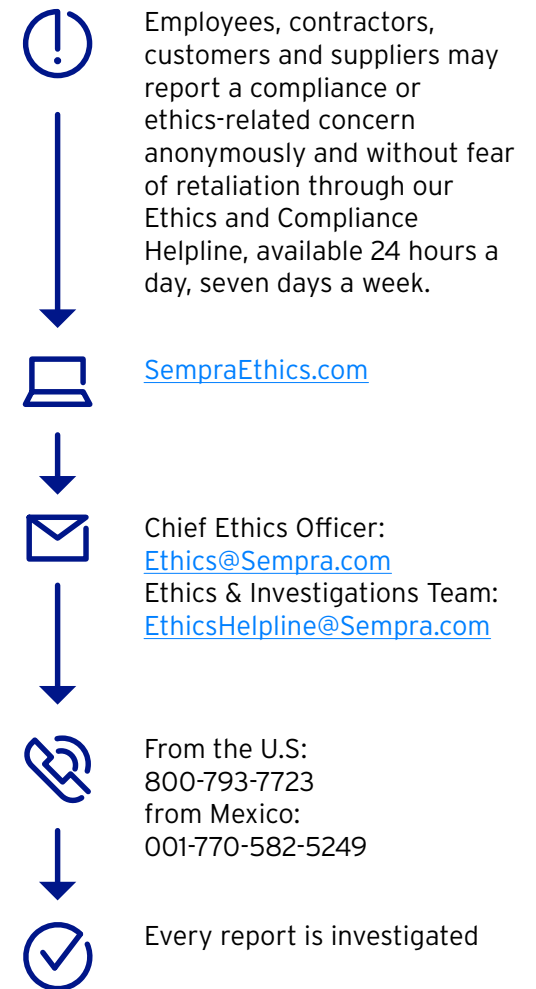 Employees, contractors,
customers and suppliers may
report a compliance or
ethics-related concern
anonymously and without fear
of retaliation through our
Ethics and Compliance
Helpline, available 24 hours a
day, seven days a week.
SempraEthics.com
Chief Ethics Officer:
Ethics@Sempra.com
Ethics & Investigations Team:
EthicsHelpline@Sempra.com
From the U.S:
800-793-7723
from Mexico:
001-770-582-5249
Every report is investigated